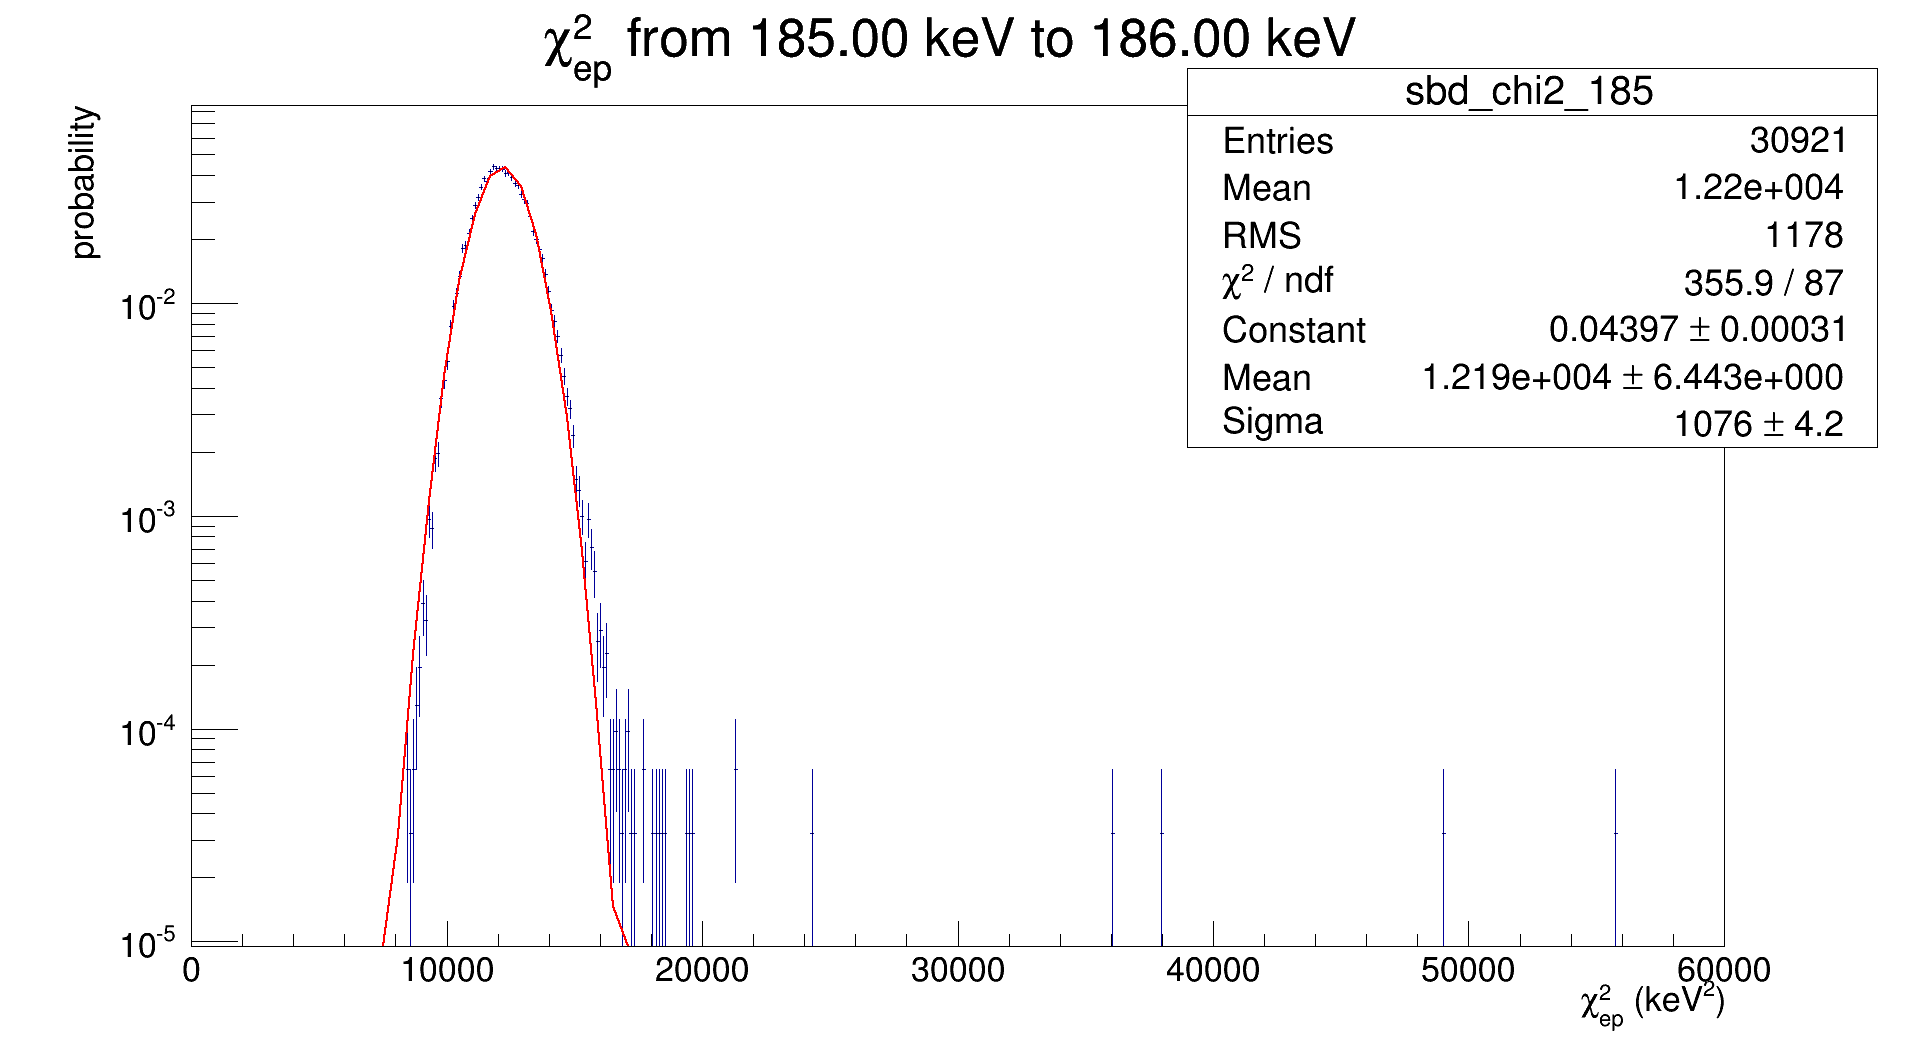 χ²ep from 185.00 keV to 186.00 keV
sbd_chi2_185
Entries 30921
Mean 1.22e+004
RMS 1178
χ² / ndf 355.9 / 87
Constant 0.04397 ± 0.00031
Mean 1.219e+004 ± 6.443e+000
Sigma 1076 ± 4.2
probability
10⁻²
10⁻³
10⁻⁴
10⁻⁵
0 10000 20000 30000 40000 50000 60000
χ²ep (keV²)